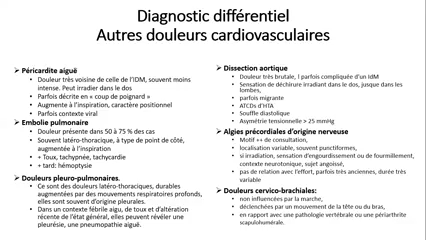 Diagnostic différentiel
Autres douleurs cardiovasculaires
➢ Péricardite aiguë
• Douleur très voisine de celle de l'IDM, souvent moins
intense. Peut irradier dans le dos
• Parfois décrite en « coup de poignard »
• Augmente à l'inspiration, caractère positionnel
• Parfois contexte viral
➢ Embolie pulmonaire
• Douleur présente dans 50 à 75 % des cas
• Souvent latéro-thoracique, à type de point de côté,
augmentée à l'inspiration
• + Toux, tachypnée, tachycardie
• + tard: hémoptysie
➢ Douleurs pleuro-pulmonaires.
• Ce sont des douleurs latéro-thoraciques, durables
augmentées par des mouvements respiratoires profonds,
elles sont souvent d'origine pleurales.
• Dans un contexte fébrile aigu, de toux et d'altération
récente de l'état général, elles peuvent révéler une
pleurésie, une pneumopathie aiguë.
➢ Dissection aortique
• Douleur très brutale, ! parfois compliquée d'un IdM
• Sensation de déchirure irradiant dans le dos, jusque dans les
lombes,
• parfois migrante
• ATCDs d'HTA
• Souffle diastolique
• Asymétrie tensionnelle > 25 mmHg
➢ Algies précordiales d'origine nerveuse
• Motif ++ de consultation,
• localisation variable, souvent punctiformes,
• si irradiation, sensation d'engourdissement ou de fourmillement,
contexte neurotonique, sujet angoissé,
• pas de relation avec l'effort, parfois très anciennes, durée très
variable
➢ Douleurs cervico-brachiales:
• non influencées par la marche,
• déclenchées par un mouvement de la tête ou du bras,
• en rapport avec une pathologie vertébrale ou une périarthrite
scapulohumérale.